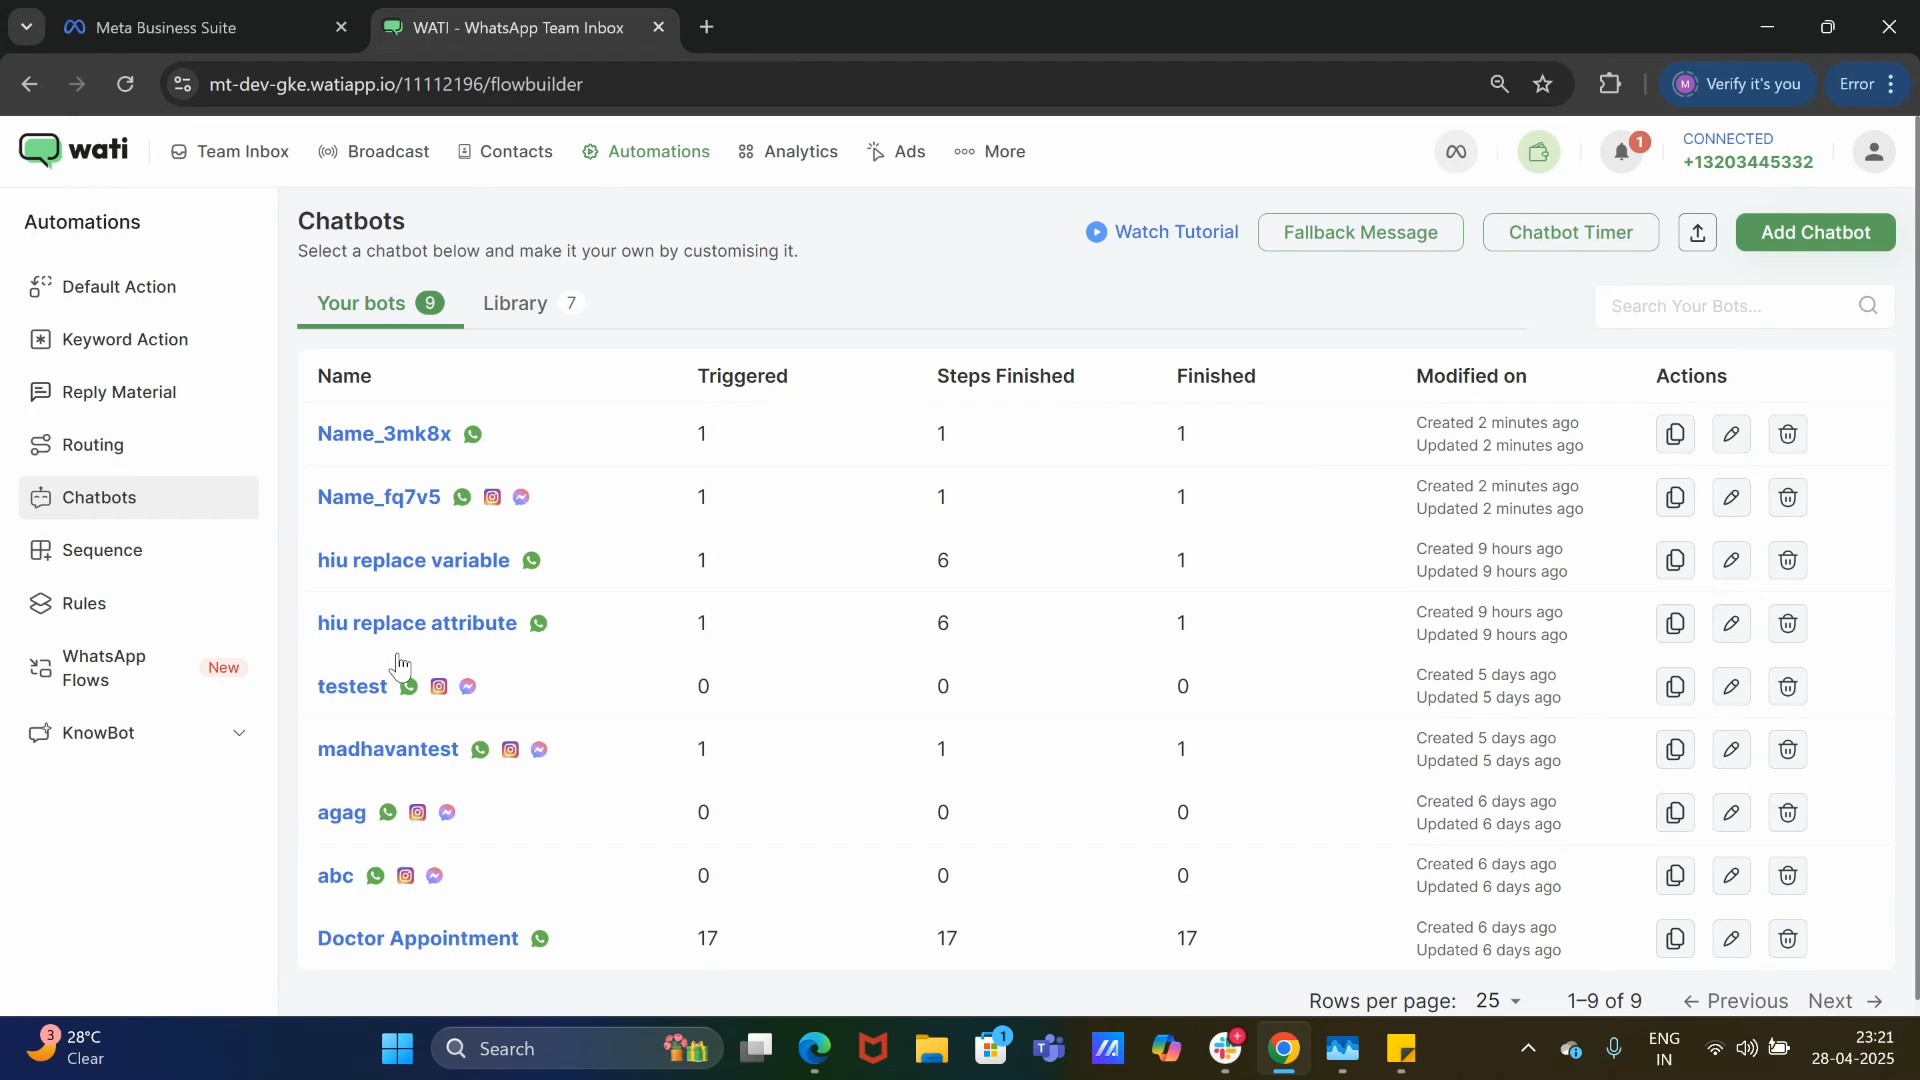 Meta Business Suite
WATI - WhatsApp Team Inbox
mt-dev-gke.watiapp.io/11112196/flowbuilder
M
Verify it's you
Error
wati
Team Inbox
Broadcast
Contacts
Automations
Analytics
Ads
More
1
CONNECTED
+13203445332
Automations
Default Action
Keyword Action
Reply Material
Routing
Chatbots
Sequence
Rules
WhatsApp
Flows
New
KnowBot
Chatbots
Select a chatbot below and make it your own by customising it.
Watch Tutorial
Fallback Message
Chatbot Timer
Add Chatbot
Your bots 9
Library 7
Search Your Bots...
Name Triggered Steps Finished Finished Modified on Actions
Name_3mk8x 1 1 1 Created 2 minutes ago
Updated 2 minutes ago
Name_fq7v5 1 1 1 Created 2 minutes ago
Updated 2 minutes ago
hiu replace variable 1 6 1 Created 9 hours ago
Updated 9 hours ago
hiu replace attribute 1 6 1 Created 9 hours ago
Updated 9 hours ago
testest 0 0 0 Created 5 days ago
Updated 5 days ago
madhavantest 1 1 1 Created 5 days ago
Updated 5 days ago
agag 0 0 0 Created 6 days ago
Updated 6 days ago
abc 0 0 0 Created 6 days ago
Updated 6 days ago
Doctor Appointment 17 17 17 Created 6 days ago
Updated 6 days ago
Rows per page: 25 1–9 of 9 Previous Next
3
28°C
Clear
Search
1
ENG
IN
23:21
28-04-2025